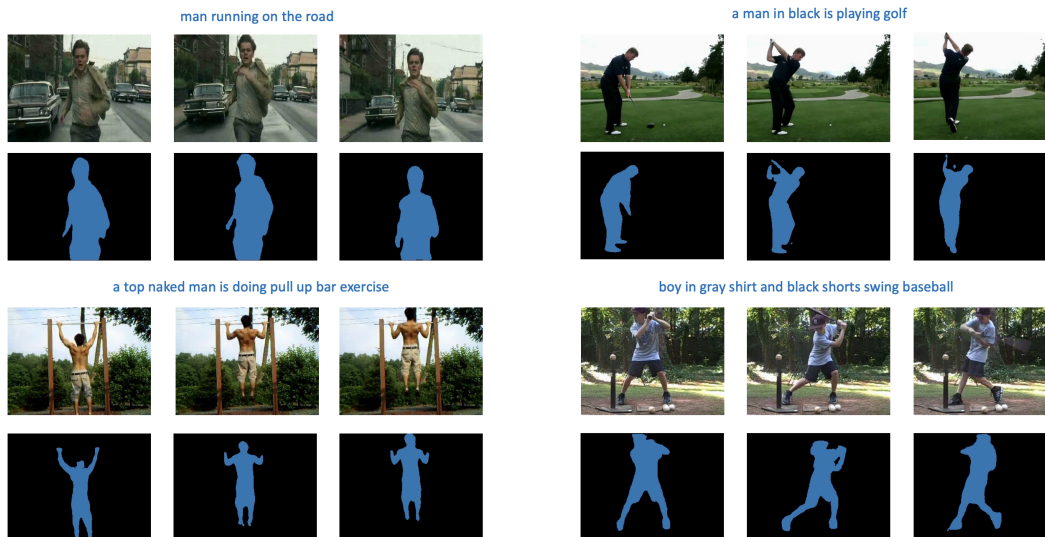 man running on the road
a man in black is playing golf
a top naked man is doing pull up bar exercise
boy in gray shirt and black shorts swing baseball